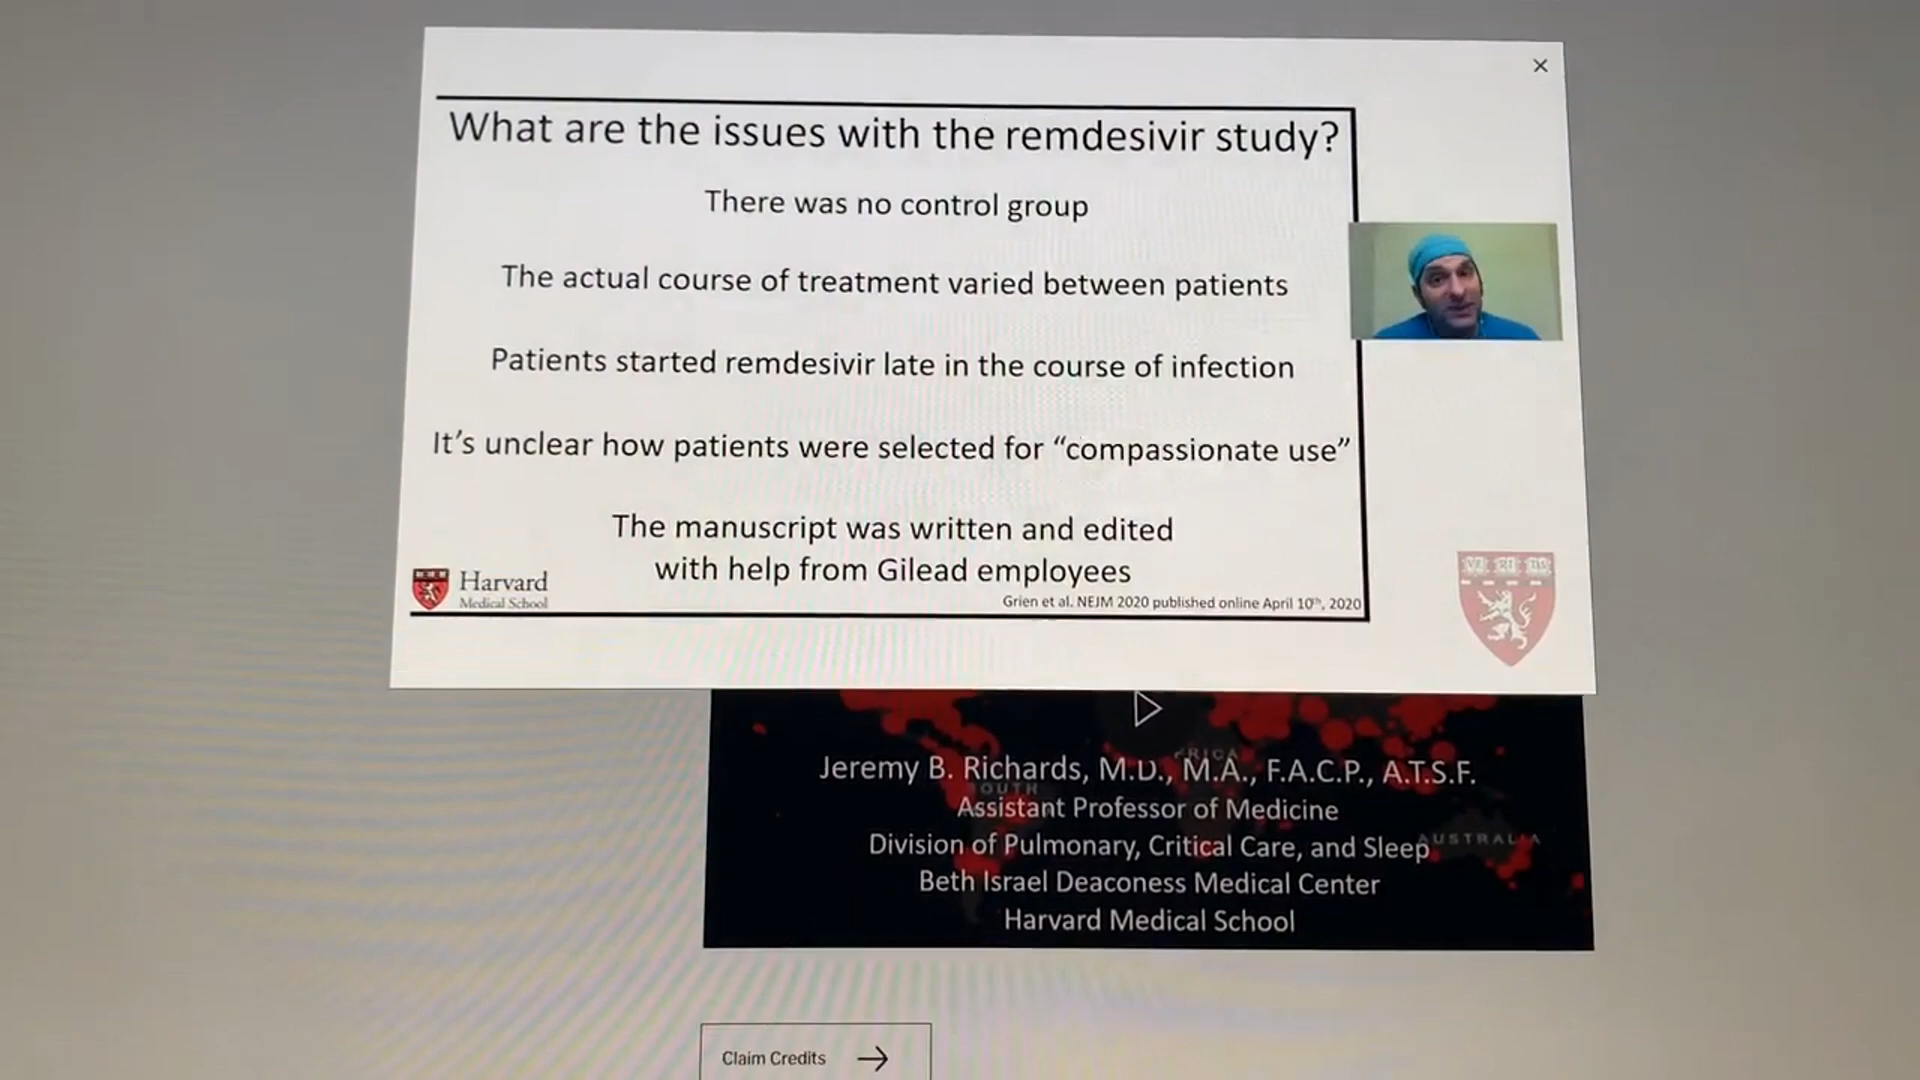 What are the issues with the remdesivir study?
There was no control group
The actual course of treatment varied between patients
Patients started remdesivir late in the course of infection
It's unclear how patients were selected for “compassionate use”
The manuscript was written and edited
with help from Gilead employees
Harvard
Medical School
Grien et al. NEJM 2020 published online April 10th, 2020
VE RI TAS
Jeremy B. Richards, M.D., M.A., F.A.C.P., A.T.S.F.
Assistant Professor of Medicine
Division of Pulmonary, Critical Care, and Sleep
AUSTRALIA
Beth Israel Deaconess Medical Center
Harvard Medical School
Claim Credits